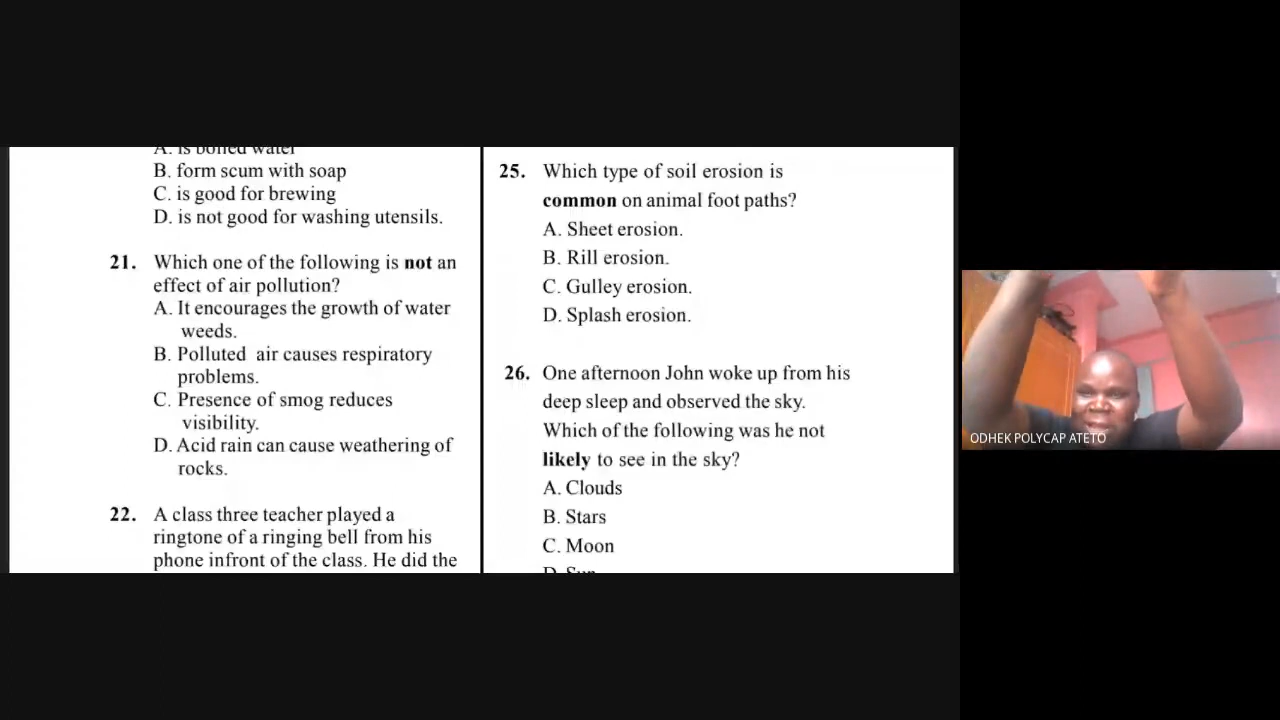 A. is boiled water
B. form scum with soap
C. is good for brewing
D. is not good for washing utensils.
21. Which one of the following is not an
effect of air pollution?
A. It encourages the growth of water
weeds.
B. Polluted air causes respiratory
problems.
C. Presence of smog reduces
visibility.
D. Acid rain can cause weathering of
rocks.
22. A class three teacher played a
ringtone of a ringing bell from his
phone infront of the class. He did the
25. Which type of soil erosion is
common on animal foot paths?
A. Sheet erosion.
B. Rill erosion.
C. Gulley erosion.
D. Splash erosion.
26. One afternoon John woke up from his
deep sleep and observed the sky.
Which of the following was he not
likely to see in the sky?
A. Clouds
B. Stars
C. Moon
D. Sun
ODHEK POLYCAP ATETO